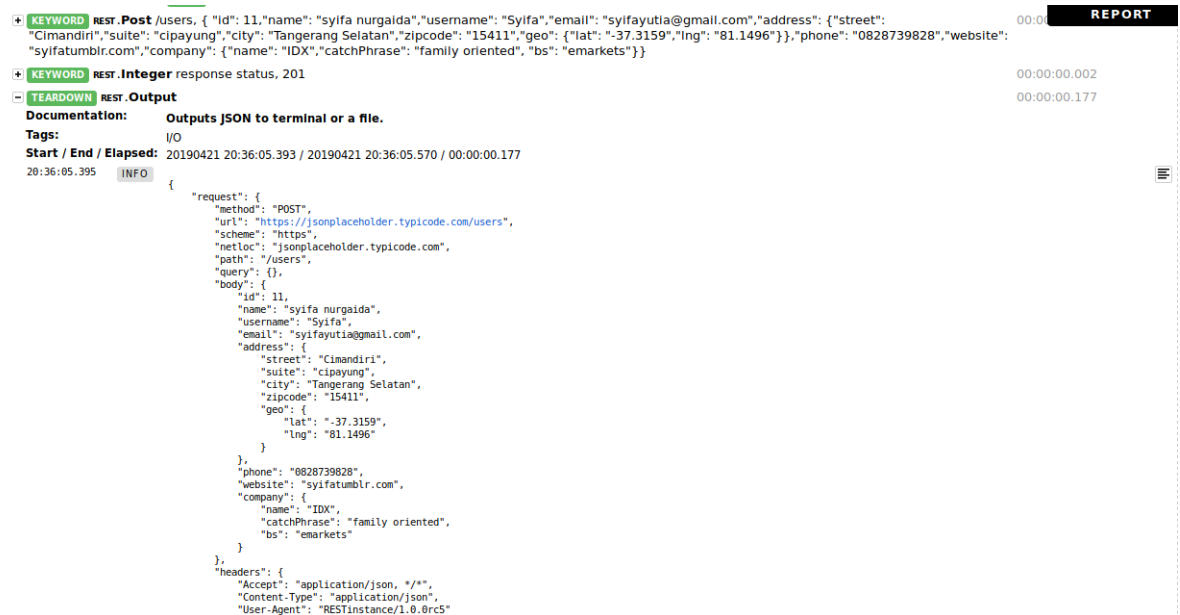 REPORT
+ KEYWORD REST.Post /users, { "id": 11,"name": "syifa nurgaida","username": "Syifa","email": "syifayutia@gmail.com","address": {"street": 00:00
"Cimandiri","suite": "cipayung","city": "Tangerang Selatan","zipcode": "15411","geo": {"lat": "-37.3159","lng": "81.1496"}},"phone": "0828739828","website":
"syifatumblr.com","company": {"name": "IDX","catchPhrase": "family oriented", "bs": "emarkets"}}
+ KEYWORD REST.Integer response status, 201 00:00:00.002
- TEARDOWN REST.Output 00:00:00.177
Documentation: Outputs JSON to terminal or a file.
Tags: I/O
Start / End / Elapsed: 20190421 20:36:05.393 / 20190421 20:36:05.570 / 00:00:00.177
20:36:05.395 INFO
{
"request": {
"method": "POST",
"url": "https://jsonplaceholder.typicode.com/users",
"scheme": "https",
"netloc": "jsonplaceholder.typicode.com",
"path": "/users",
"query": {},
"body": {
"id": 11,
"name": "syifa nurgaida",
"username": "Syifa",
"email": "syifayutia@gmail.com",
"address": {
"street": "Cimandiri",
"suite": "cipayung",
"city": "Tangerang Selatan",
"zipcode": "15411",
"geo": {
"lat": "-37.3159",
"lng": "81.1496"
}
},
"phone": "0828739828",
"website": "syifatumblr.com",
"company": {
"name": "IDX",
"catchPhrase": "family oriented",
"bs": "emarkets"
}
},
"headers": {
"Accept": "application/json, */*",
"Content-Type": "application/json",
"User-Agent": "RESTinstance/1.0.0rc5"